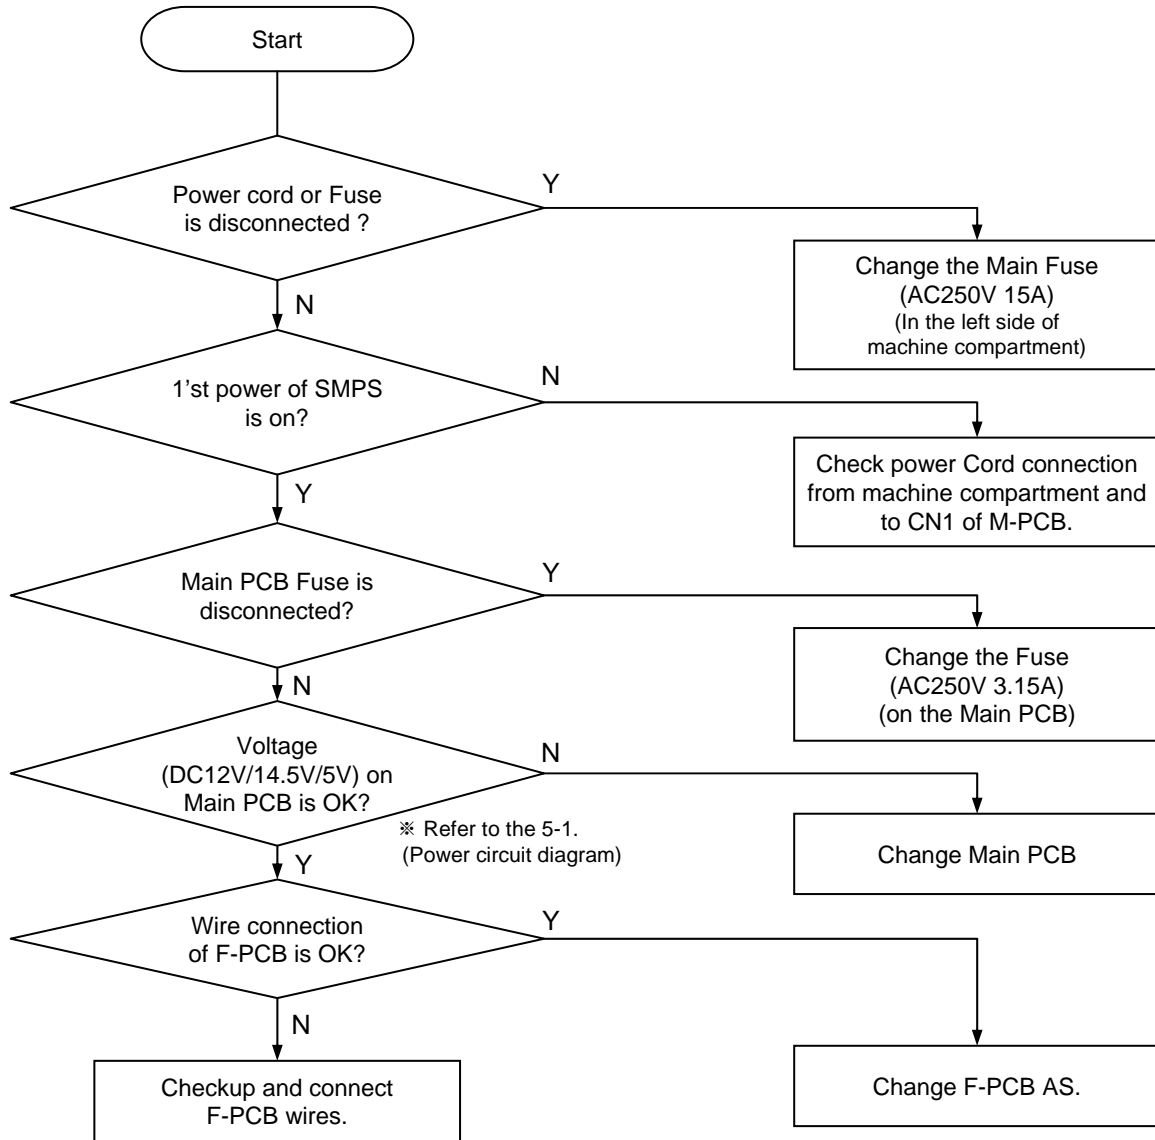 Start
Power cord or Fuse
is disconnected ?
Y
Change the Main Fuse
(AC250V 15A)
(In the left side of
machine compartment)
N
1'st power of SMPS
is on?
N
Check power Cord connection
from machine compartment and
to CN1 of M-PCB.
Y
Main PCB Fuse is
disconnected?
Y
Change the Fuse
(AC250V 3.15A)
(on the Main PCB)
N
Voltage
(DC12V/14.5V/5V) on
Main PCB is OK?
N
※ Refer to the 5-1.
(Power circuit diagram)
Change Main PCB
Y
Wire connection
of F-PCB is OK?
Y
Change F-PCB AS.
N
Checkup and connect
F-PCB wires.